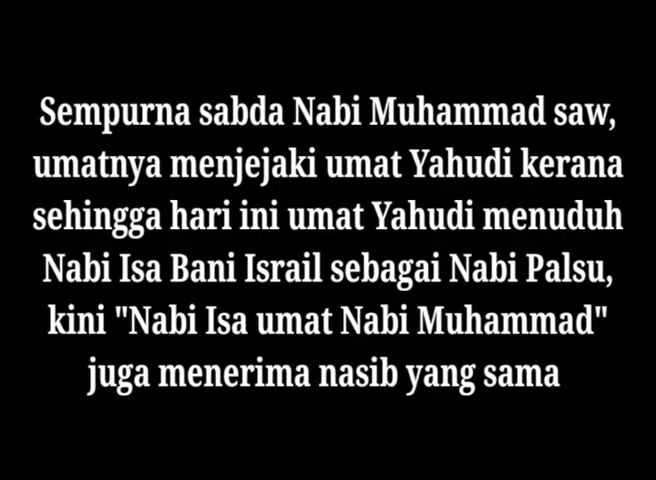 Sempurna sabda Nabi Muhammad saw,
umatnya menjejaki umat Yahudi kerana
sehingga hari ini umat Yahudi menuduh
Nabi Isa Bani Israil sebagai Nabi Palsu,
kini "Nabi Isa umat Nabi Muhammad"
juga menerima nasib yang sama